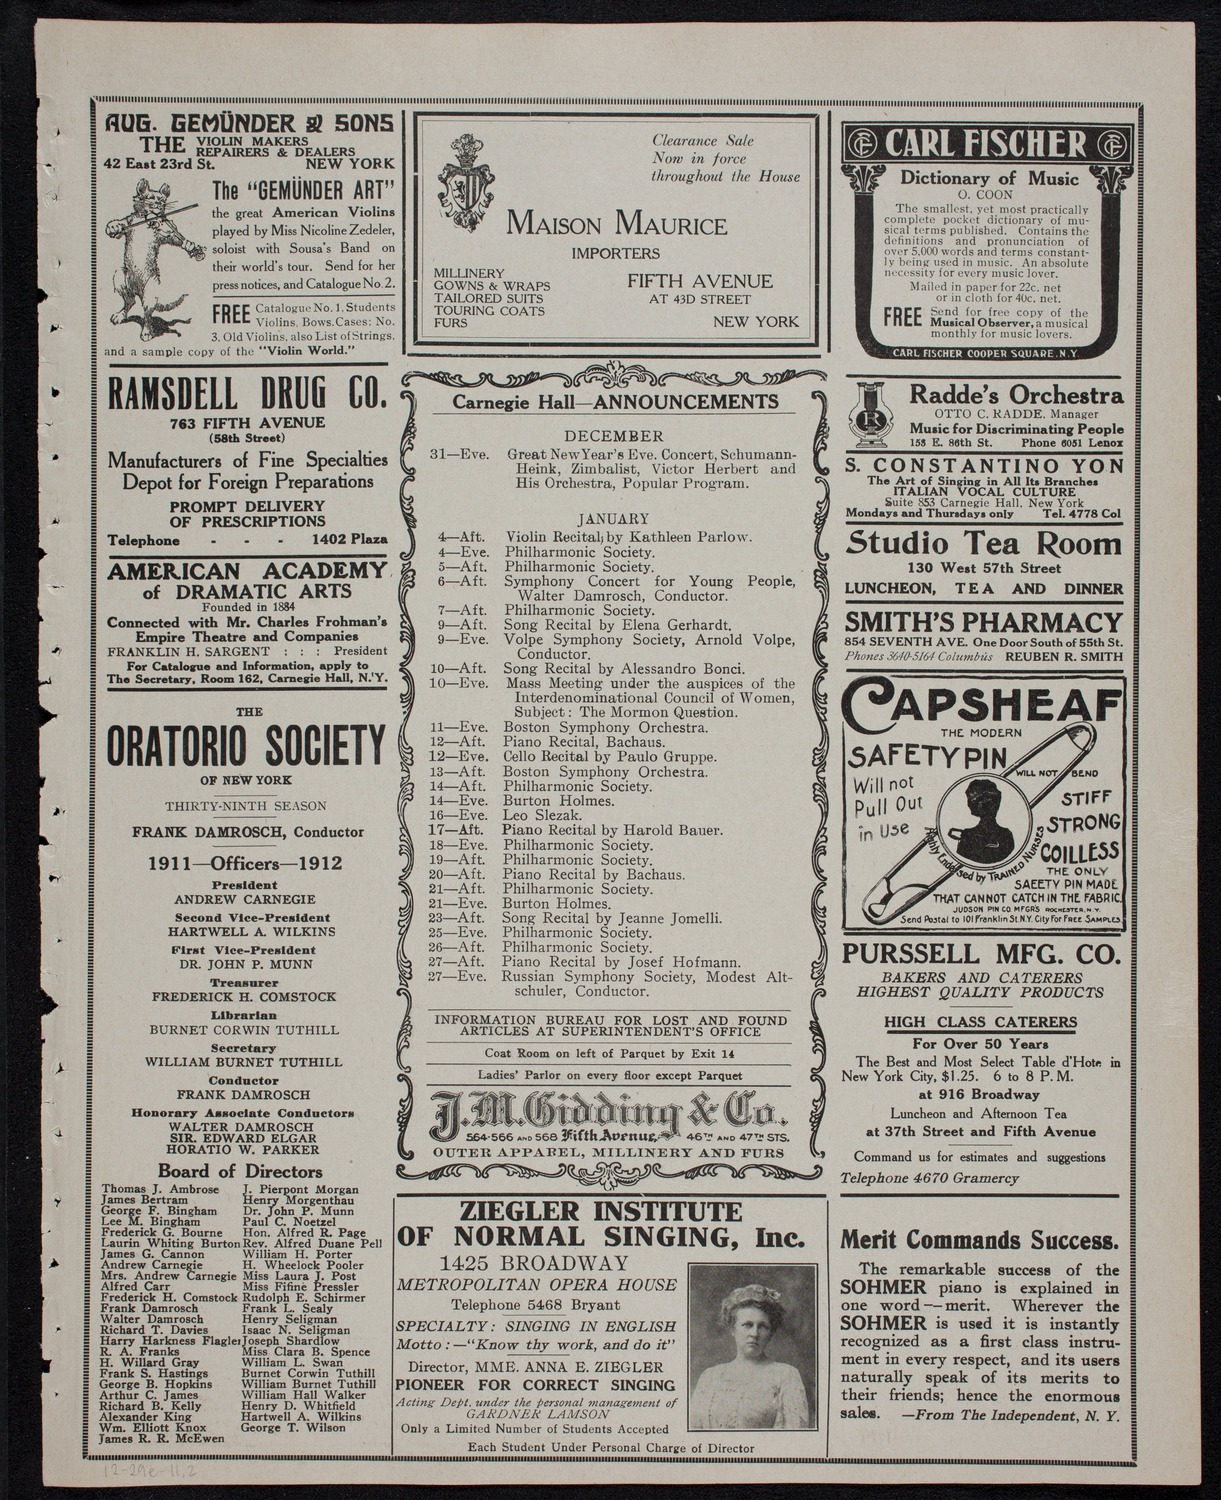 AUG. GEMÜNDER & SONS
THE VIOLIN MAKERS
REPAIRERS & DEALERS
42 East 23rd St. NEW YORK
The "GEMÜNDER ART"
the great American Violins
played by Miss Nicoline Zedeler,
soloist with Sousa's Band on
their world's tour. Send for her
press notices, and Catalogue No. 2.
FREE Catalogue No. 1, Students
Violins, Bows, Cases; No.
3, Old Violins, also List of Strings,
and a sample copy of the "Violin World."
RAMSDELL DRUG CO.
763 FIFTH AVENUE
(58th Street)
Manufacturers of Fine Specialties
Depot for Foreign Preparations
PROMPT DELIVERY
OF PRESCRIPTIONS
Telephone - - - 1402 Plaza
AMERICAN ACADEMY
of DRAMATIC ARTS
Founded in 1884
Connected with Mr. Charles Frohman's
Empire Theatre and Companies
FRANKLIN H. SARGENT : : : President
For Catalogue and Information, apply to
The Secretary, Room 162, Carnegie Hall, N.Y.
THE
ORATORIO SOCIETY
OF NEW YORK
THIRTY-NINTH SEASON
FRANK DAMROSCH, Conductor
1911—Officers—1912
President
ANDREW CARNEGIE
Second Vice-President
HARTWELL A. WILKINS
First Vice-President
DR. JOHN P. MUNN
Treasurer
FREDERICK H. COMSTOCK
Librarian
BURNET CORWIN TUTHILL
Secretary
WILLIAM BURNET TUTHILL
Conductor
FRANK DAMROSCH
Honorary Associate Conductors
WALTER DAMROSCH
SIR. EDWARD ELGAR
HORATIO W. PARKER
Board of Directors
Thomas J. Ambrose J. Pierpont Morgan
James Bertram Henry Morgenthau
George F. Bingham Dr. John P. Munn
Lee M. Bingham Paul C. Noetzel
Frederick G. Bourne Hon. Alfred R. Page
Laurin Whiting Burton Rev. Alfred Duane Pell
James G. Cannon William H. Porter
Andrew Carnegie H. Wheelock Pooler
Mrs. Andrew Carnegie Miss Laura J. Post
Alfred Carr Miss Fifine Pressler
Frederick H. Comstock Rudolph E. Schirmer
Frank Damrosch Frank L. Sealy
Walter Damrosch Henry Seligman
Richard T. Davies Isaac N. Seligman
Harry Harkness Flagler Joseph Shardlow
R. A. Franks Miss Clara B. Spence
H. Willard Gray William L. Swan
Frank S. Hastings Burnet Corwin Tuthill
George B. Hopkins William Burnet Tuthill
Arthur C. James William Hall Walker
Richard B. Kelly Henry D. Whitfield
Alexander King Hartwell A. Wilkins
Wm. Elliott Knox George T. Wilson
James R. R. McEwen
12-29e-11,2
Clearance Sale
Now in force
throughout the House
MAISON MAURICE
IMPORTERS
MILLINERY
GOWNS & WRAPS
TAILORED SUITS
TOURING COATS
FURS
FIFTH AVENUE
AT 43D STREET
NEW YORK
Carnegie Hall—ANNOUNCEMENTS
DECEMBER
31—Eve. Great New Year's Eve. Concert, Schumann-
Heink, Zimbalist, Victor Herbert and
His Orchestra, Popular Program.
JANUARY
4—Aft. Violin Recital, by Kathleen Parlow.
4—Eve. Philharmonic Society.
5—Aft. Philharmonic Society.
6—Aft. Symphony Concert for Young People,
Walter Damrosch, Conductor.
7—Aft. Philharmonic Society.
9—Aft. Song Recital by Elena Gerhardt.
9—Eve. Volpe Symphony Society, Arnold Volpe,
Conductor.
10—Aft. Song Recital by Alessandro Bonci.
10—Eve. Mass Meeting under the auspices of the
Interdenominational Council of Women,
Subject: The Mormon Question.
11—Eve. Boston Symphony Orchestra.
12—Aft. Piano Recital, Bachaus.
12—Eve. Cello Recital by Paulo Gruppe.
13—Aft. Boston Symphony Orchestra.
14—Aft. Philharmonic Society.
14—Eve. Burton Holmes.
16—Eve. Leo Slezak.
17—Aft. Piano Recital by Harold Bauer.
18—Eve. Philharmonic Society.
19—Aft. Philharmonic Society.
20—Aft. Piano Recital by Bachaus.
21—Aft. Philharmonic Society.
21—Eve. Burton Holmes.
23—Aft. Song Recital by Jeanne Jomelli.
25—Eve. Philharmonic Society.
26—Aft. Philharmonic Society.
27—Aft. Piano Recital by Josef Hofmann.
27—Eve. Russian Symphony Society, Modest Alt-
schuler, Conductor.
INFORMATION BUREAU FOR LOST AND FOUND
ARTICLES AT SUPERINTENDENT'S OFFICE
Coat Room on left of Parquet by Exit 14
Ladies' Parlor on every floor except Parquet
J.M. Gidding & Co.
564-566 AND 568 Fifth Avenue, 46TH AND 47TH STS.
OUTER APPAREL, MILLINERY AND FURS
ZIEGLER INSTITUTE
OF NORMAL SINGING, Inc.
1425 BROADWAY
METROPOLITAN OPERA HOUSE
Telephone 5468 Bryant
SPECIALTY: SINGING IN ENGLISH
Motto:—"Know thy work, and do it"
Director, MME. ANNA E. ZIEGLER
PIONEER FOR CORRECT SINGING
Acting Dept. under the personal management of
GARDNER LAMSON
Only a Limited Number of Students Accepted
Each Student Under Personal Charge of Director
CF CARL FISCHER CF
Dictionary of Music
O. COON
The smallest, yet most practically
complete pocket dictionary of mu-
sical terms published. Contains the
definitions and pronunciation of
over 5,000 words and terms constant-
ly being used in music. An absolute
necessity for every music lover.
Mailed in paper for 22c. net
or in cloth for 40c. net.
FREE Send for free copy of the
Musical Observer, a musical
monthly for music lovers.
CARL FISCHER COOPER SQUARE. N.Y.
R
Radde's Orchestra
OTTO C. RADDE, Manager
Music for Discriminating People
158 E. 86th St. Phone 6051 Lenox
S. CONSTANTINO YON
The Art of Singing in All Its Branches
ITALIAN VOCAL CULTURE
Suite 853 Carnegie Hall, New York
Mondays and Thursdays only Tel. 4778 Col
Studio Tea Room
130 West 57th Street
LUNCHEON, TEA AND DINNER
SMITH'S PHARMACY
854 SEVENTH AVE. One Door South of 55th St.
Phones 3640-5164 Columbus REUBEN R. SMITH
CAPSHEAF
THE MODERN
SAFETY PIN
WILL NOT BEND
Will not
Pull Out
in Use
STIFF
STRONG
COILLESS
Highly Endorsed by TRAINED NURSES
THE ONLY
SAFETY PIN MADE
THAT CANNOT CATCH IN THE FABRIC.
JUDSON PIN CO MFGRS ROCHESTER, N.Y.
Send Postal to 101 Franklin St. N.Y. City For FREE SAMPLES
PURSSELL MFG. CO.
BAKERS AND CATERERS
HIGHEST QUALITY PRODUCTS
HIGH CLASS CATERERS
For Over 50 Years
The Best and Most Select Table d'Hote in
New York City, $1.25. 6 to 8 P. M.
at 916 Broadway
Luncheon and Afternoon Tea
at 37th Street and Fifth Avenue
Command us for estimates and suggestions
Telephone 4670 Gramercy
Merit Commands Success.
The remarkable success of the
SOHMER piano is explained in
one word—merit. Wherever the
SOHMER is used it is instantly
recognized as a first class instru-
ment in every respect, and its users
naturally speak of its merits to
their friends; hence the enormous
sales. —From The Independent, N. Y.